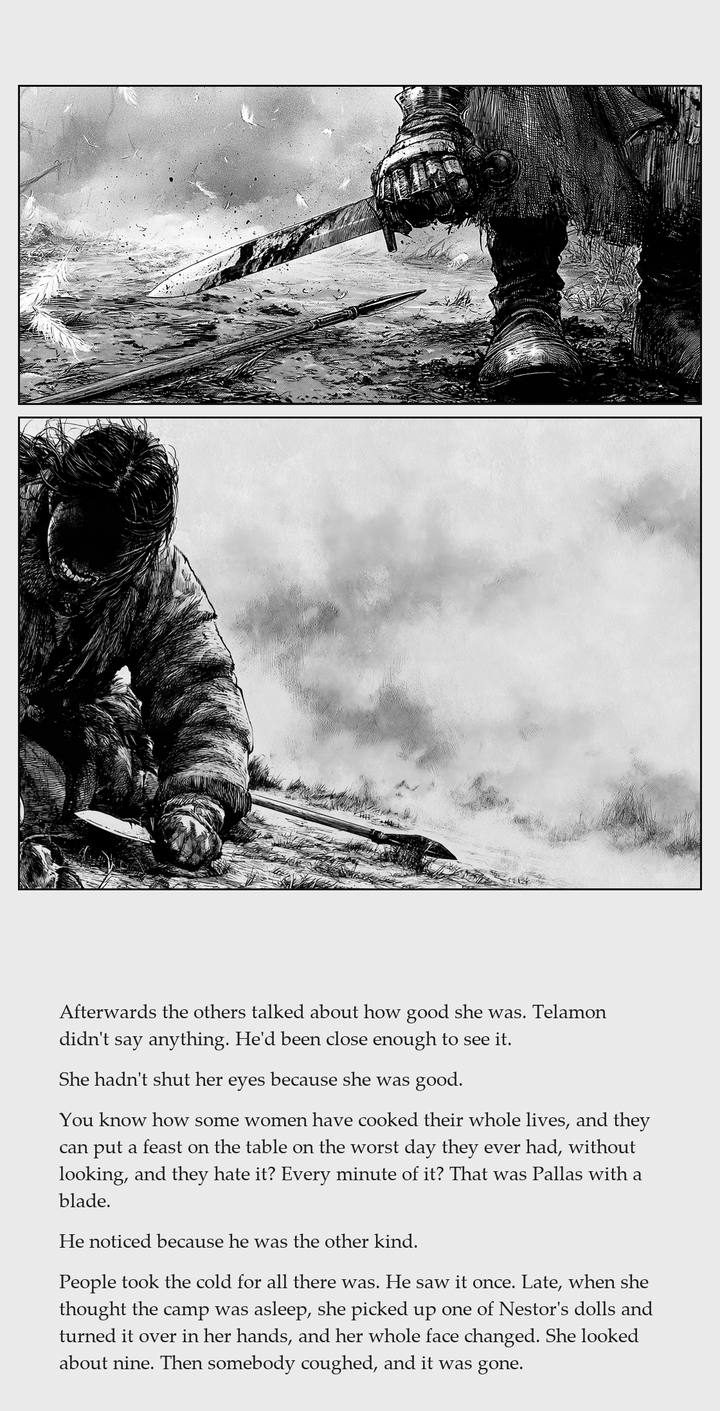 Afterwards the others talked about how good she was. Telamon
didn't say anything. He'd been close enough to see it.
She hadn't shut her eyes because she was good.
You know how some women have cooked their whole lives, and they
can put a feast on the table on the worst day they ever had, without
looking, and they hate it? Every minute of it? That was Pallas with a
blade.
He noticed because he was the other kind.
People took the cold for all there was. He saw it once. Late, when she
thought the camp was asleep, she picked up one of Nestor's dolls and
turned it over in her hands, and her whole face changed. She looked
about nine. Then somebody coughed, and it was gone.